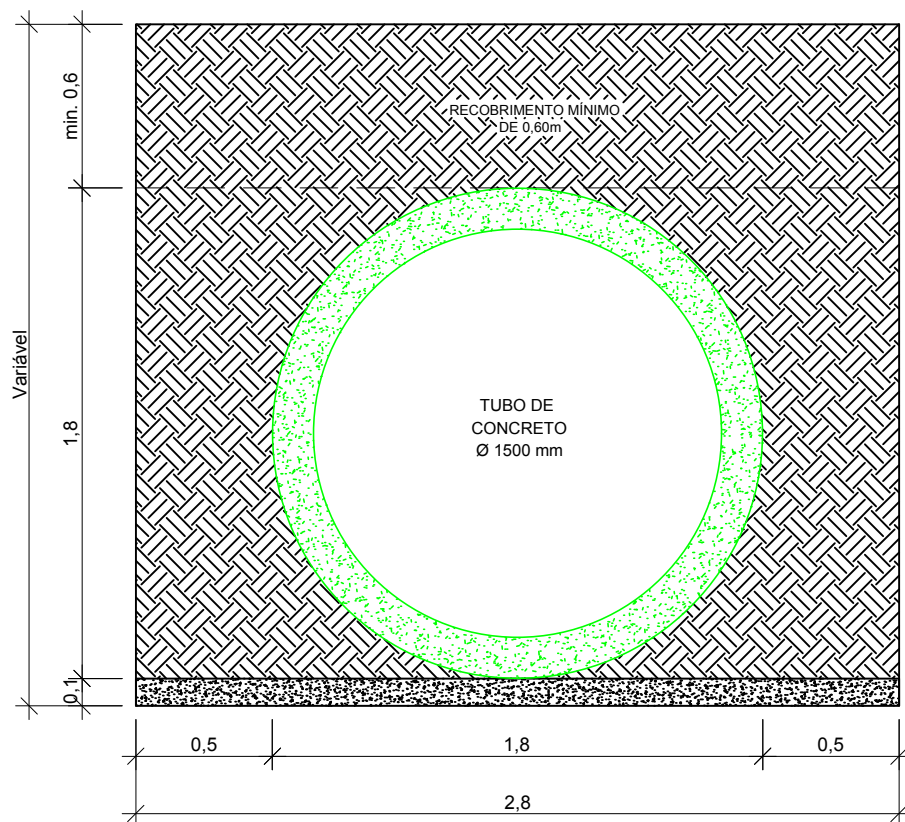 min. 0,6
RECOBRIMENTO MÍNIMO
DE 0,60m
Variável
1,8
TUBO DE
CONCRETO
Ø 1500 mm
0,1
0,5
1,8
0,5
2,8